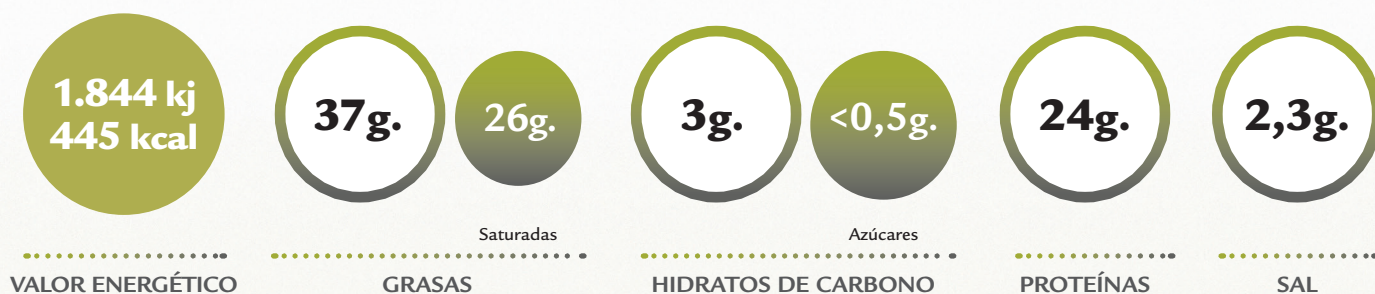 1.844 kj
445 kcal
37g.
26g.
3g.
<0,5g.
24g.
2,3g.
Saturadas
Azúcares
VALOR ENERGÉTICO
GRASAS
HIDRATOS DE CARBONO
PROTEÍNAS
SAL